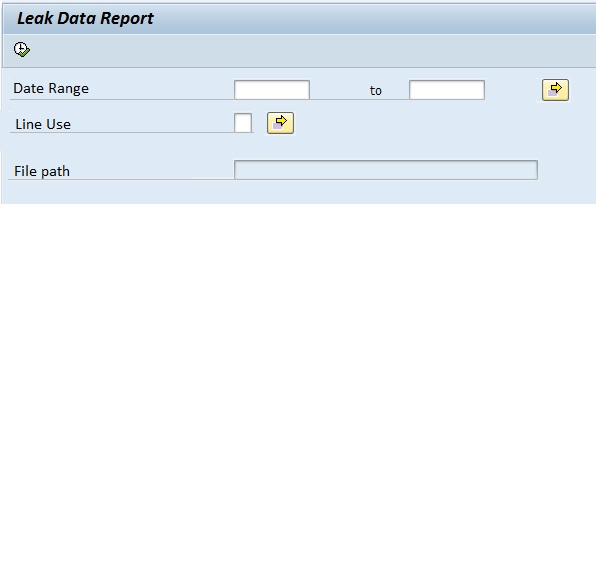 Leak Data Report
Date Range to
Line Use
File path